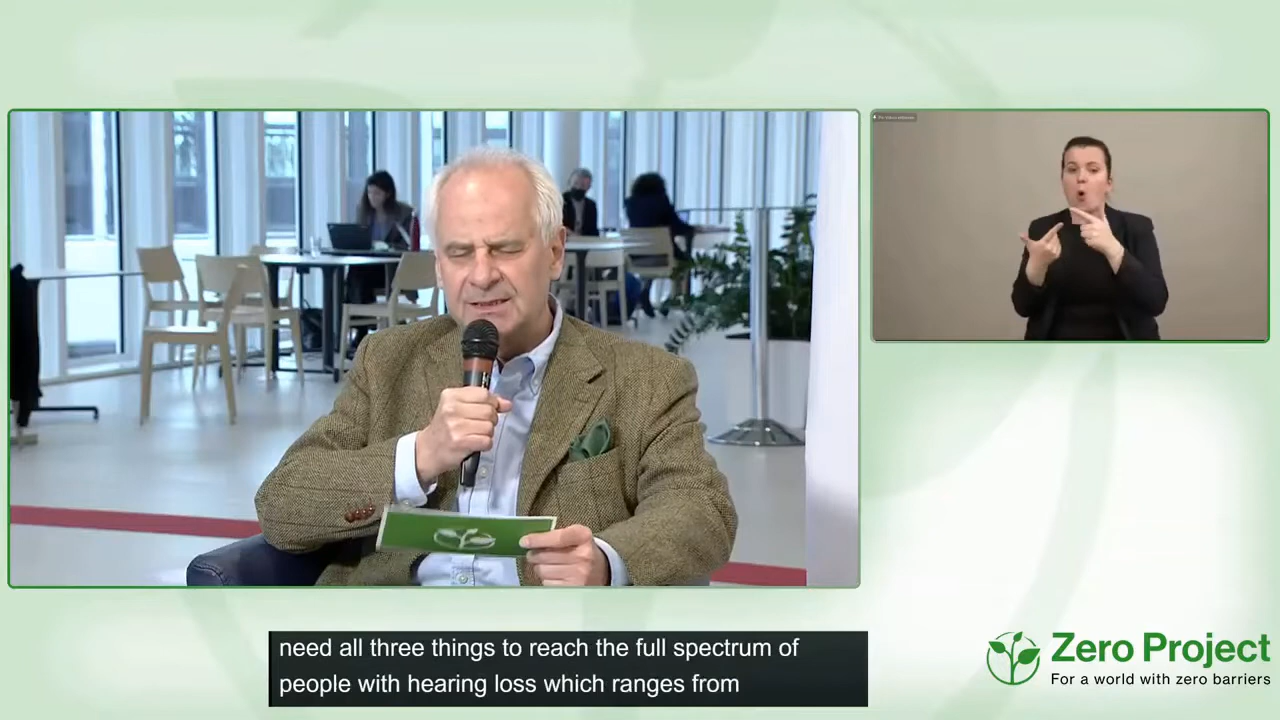 need all three things to reach the full spectrum of
people with hearing loss which ranges from
Zero Project
For a world with zero barriers